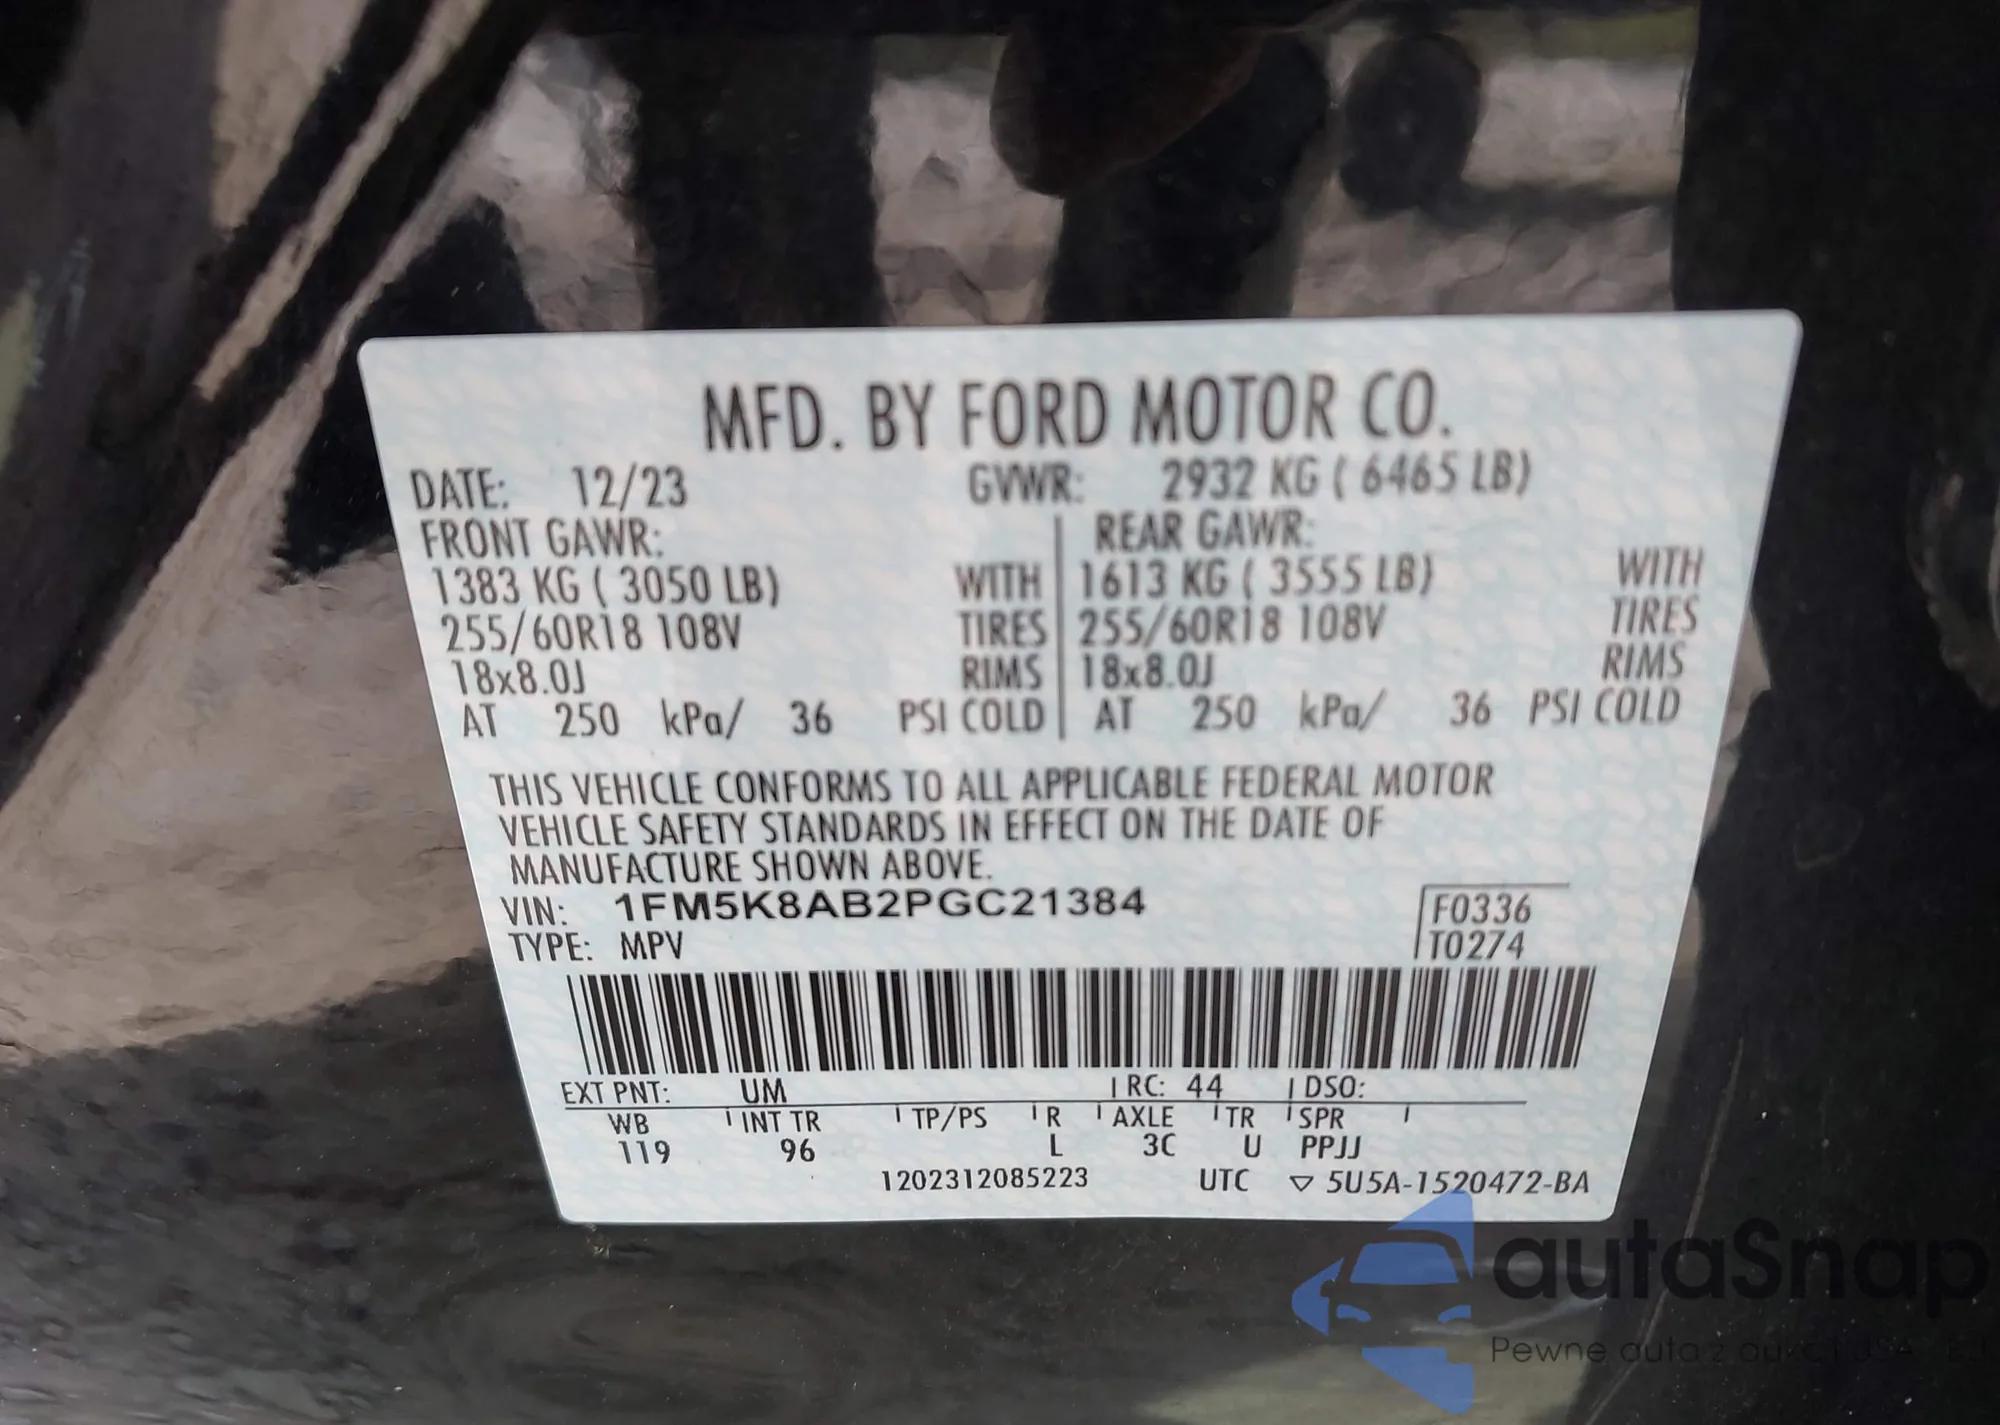 MFD. BY FORD MOTOR CO.
DATE: 12/23 GVWR: 2932 KG ( 6465 LB)
FRONT GAWR: REAR GAWR:
1383 KG ( 3050 LB) WITH 1613 KG ( 3555 LB) WITH
255/60R18 108V TIRES 255/60R18 108V TIRES
18x8.0J RIMS 18x8.0J RIMS
AT 250 kPa/ 36 PSI COLD AT 250 kPa/ 36 PSI COLD
THIS VEHICLE CONFORMS TO ALL APPLICABLE FEDERAL MOTOR
VEHICLE SAFETY STANDARDS IN EFFECT ON THE DATE OF
MANUFACTURE SHOWN ABOVE.
VIN: 1FM5K8AB2PGC21384 F0336
TYPE: MPV T0274
EXT PNT: UM RC: 44 DSO:
WB INT TR TP/PS R AXLE TR SPR
119 96 L 3C U PPJJ
1202312085223 UTC ▽ 5U5A-1520472-BA
autaSnap
Pewne auta z aukcji USA